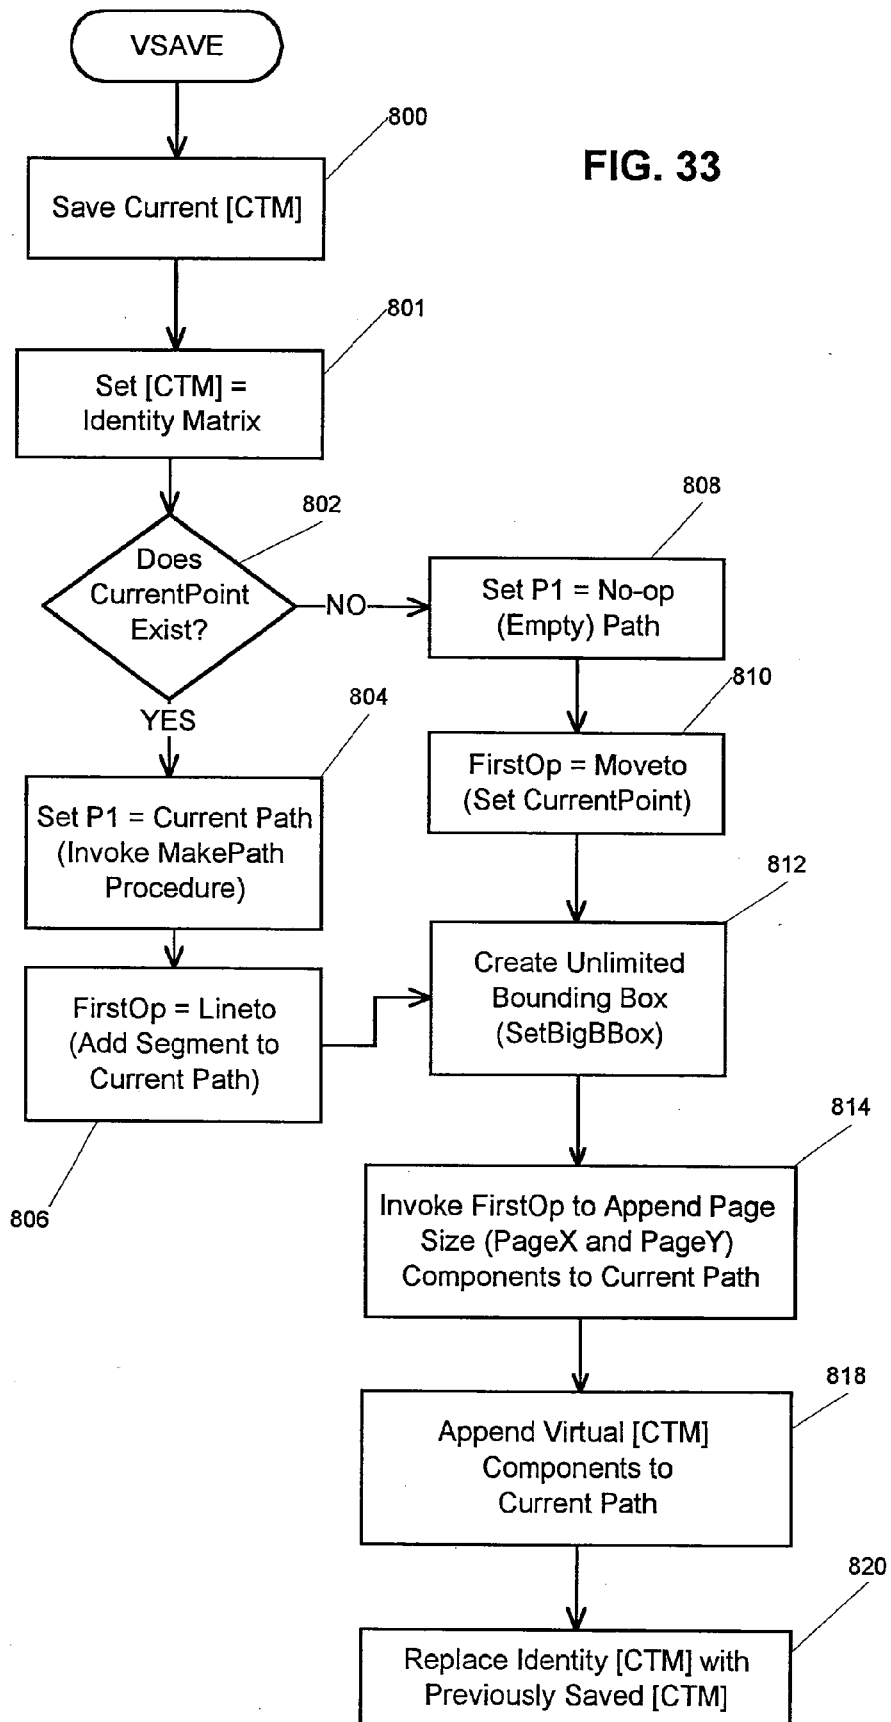 VSAVE
800
FIG. 33
Save Current [CTM]
801
Set [CTM] =
Identity Matrix
802
Does
CurrentPoint
Exist?
NO
808
Set P1 = No-op
(Empty) Path
810
FirstOp = Moveto
(Set CurrentPoint)
YES
804
Set P1 = Current Path
(Invoke MakePath
Procedure)
806
FirstOp = Lineto
(Add Segment to
Current Path)
812
Create Unlimited
Bounding Box
(SetBigBBox)
814
Invoke FirstOp to Append Page
Size (PageX and PageY)
Components to Current Path
818
Append Virtual [CTM]
Components to
Current Path
820
Replace Identity [CTM] with
Previously Saved [CTM]